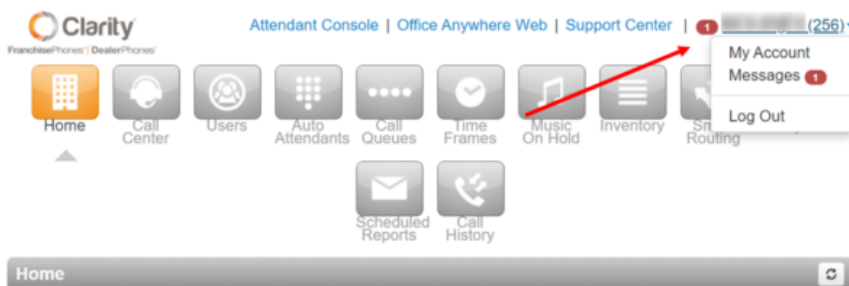 Clarity
FranchisePhones | DealerPhones
Attendant Console | Office Anywhere Web | Support Center | 1 (256)
My Account
Messages 1
Log Out
Home
Call Center
Users
Auto Attendants
Call Queues
Time Frames
Music On Hold
Inventory
Routing
Scheduled Reports
Call History
Home